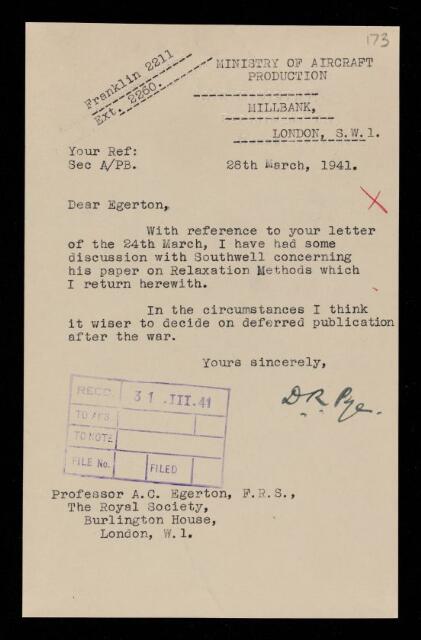 173
Franklin 2211
Ext. 2260.
MINISTRY OF AIRCRAFT
PRODUCTION
MILLBANK,
LONDON, S.W.1.
Your Ref:
Sec A/PB.
28th March, 1941.
Dear Egerton,
With reference to your letter
of the 24th March, I have had some
discussion with Southwell concerning
his paper on Relaxation Methods which
I return herewith.
In the circumstances I think
it wiser to decide on deferred publication
after the war.
Yours sincerely,
D.R. Pye.
RECD. 31 .III.41
TO AFS
TO NOTE
FILE No. FILED
Professor A.C. Egerton, F.R.S.,
The Royal Society,
Burlington House,
London, W.1.